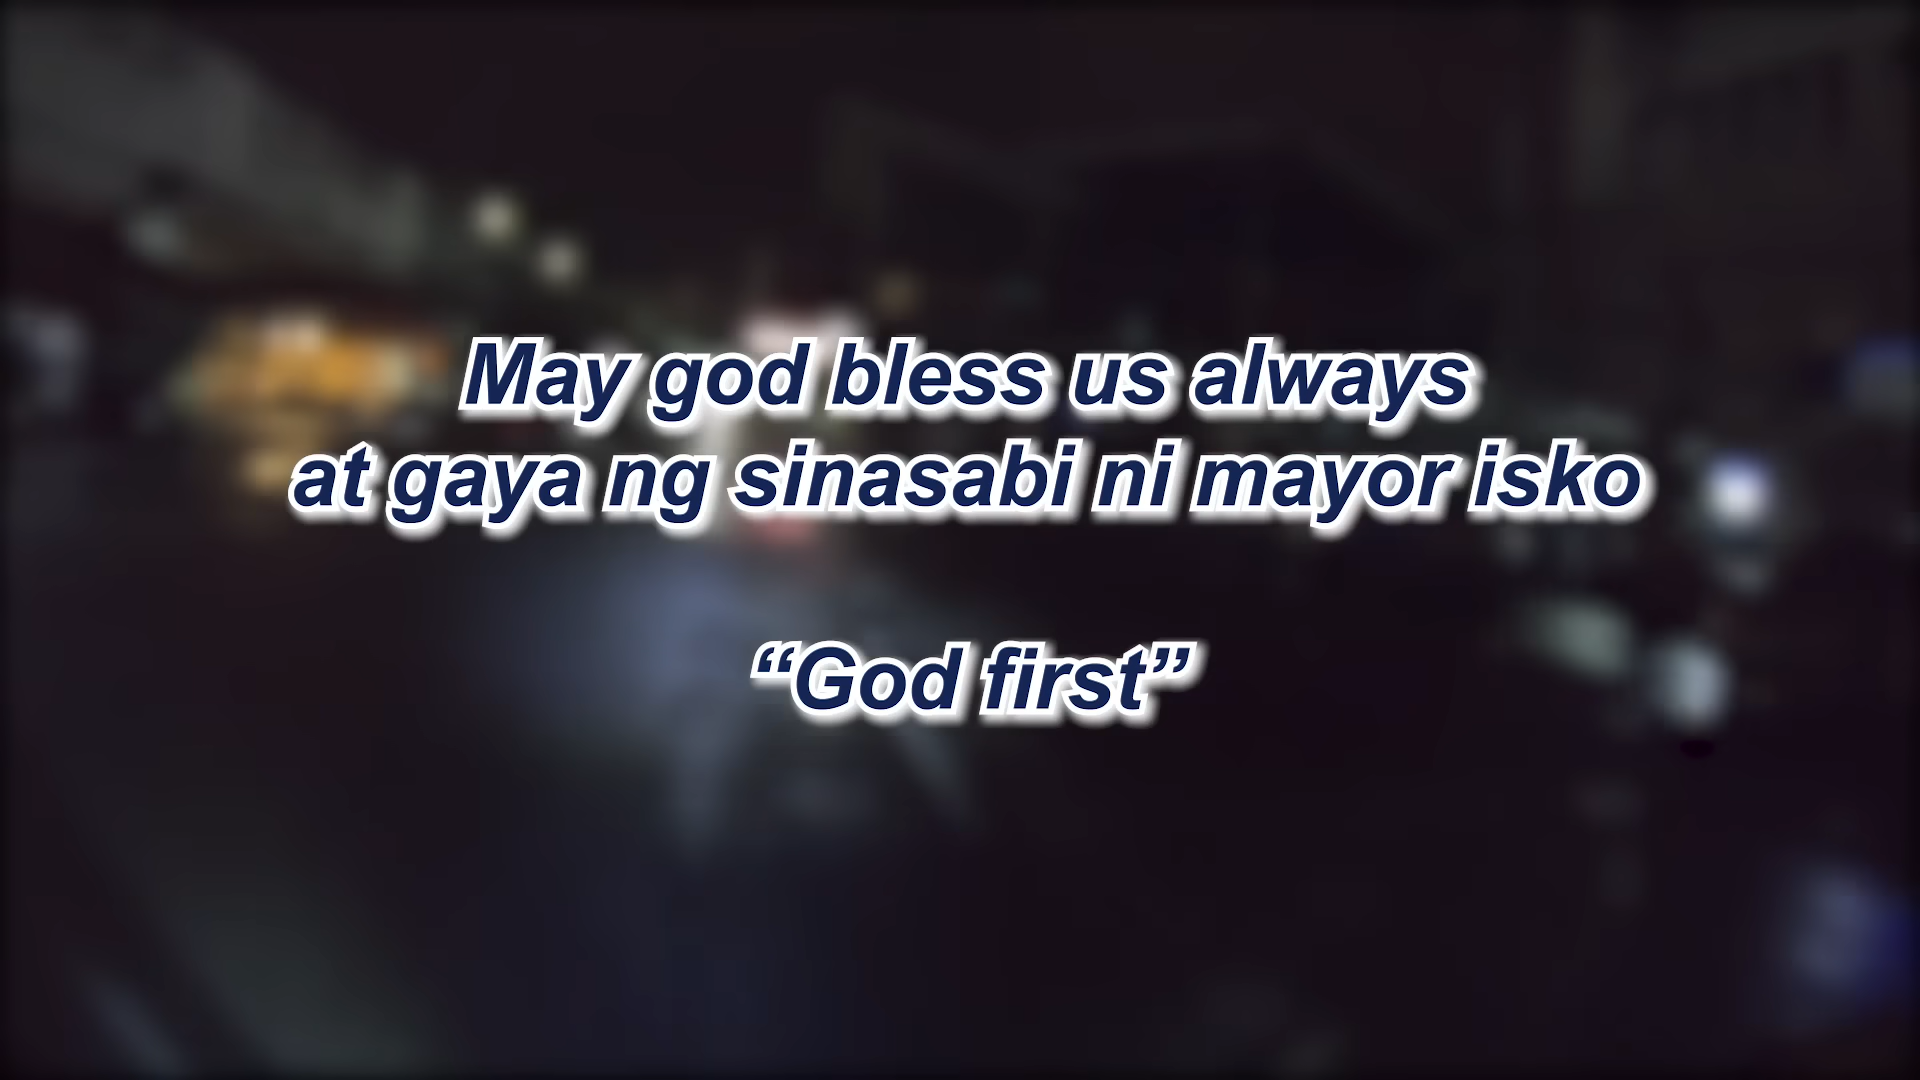 May god bless us always
at gaya ng sinasabi ni mayor isko
“God first”